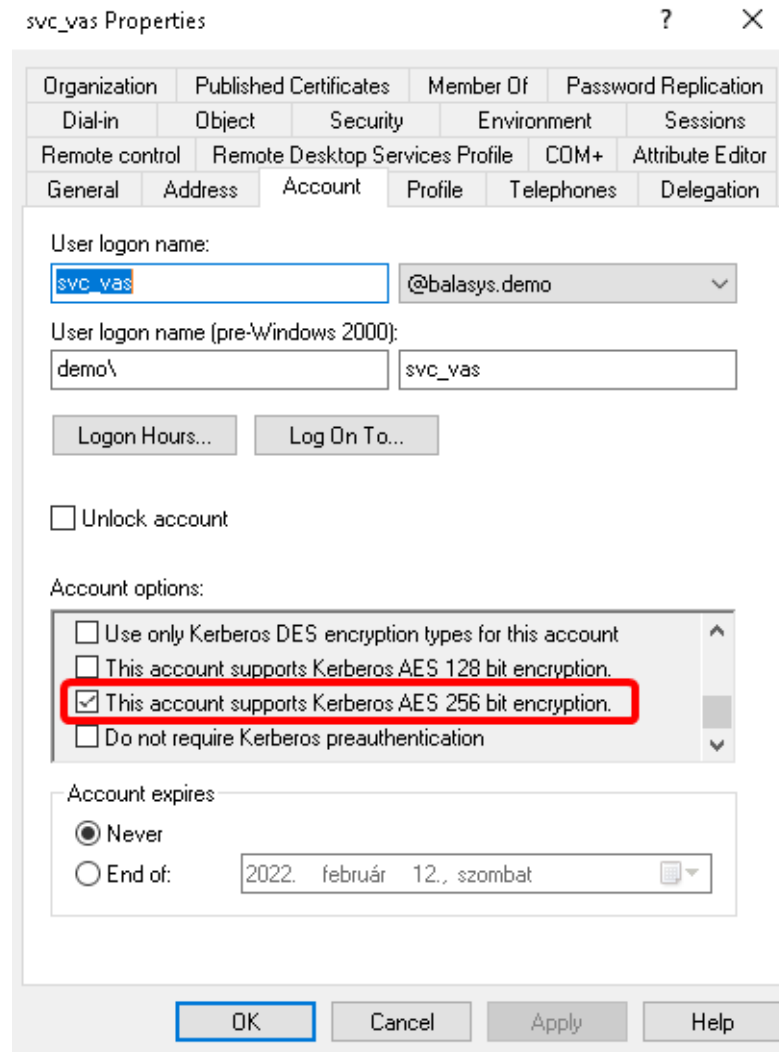 svc_vas Properties
Organization Published Certificates Member Of Password Replication
Dial-in Object Security Environment Sessions
Remote control Remote Desktop Services Profile COM+ Attribute Editor
General Address Account Profile Telephones Delegation
User logon name:
svc_vas @balasys.demo
User logon name (pre-Windows 2000):
demo\ svc_vas
Logon Hours... Log On To...
Unlock account
Account options:
Use only Kerberos DES encryption types for this account
This account supports Kerberos AES 128 bit encryption.
This account supports Kerberos AES 256 bit encryption.
Do not require Kerberos preauthentication
Account expires
Never
End of: 2022. február 12., szombat
OK Cancel Apply Help